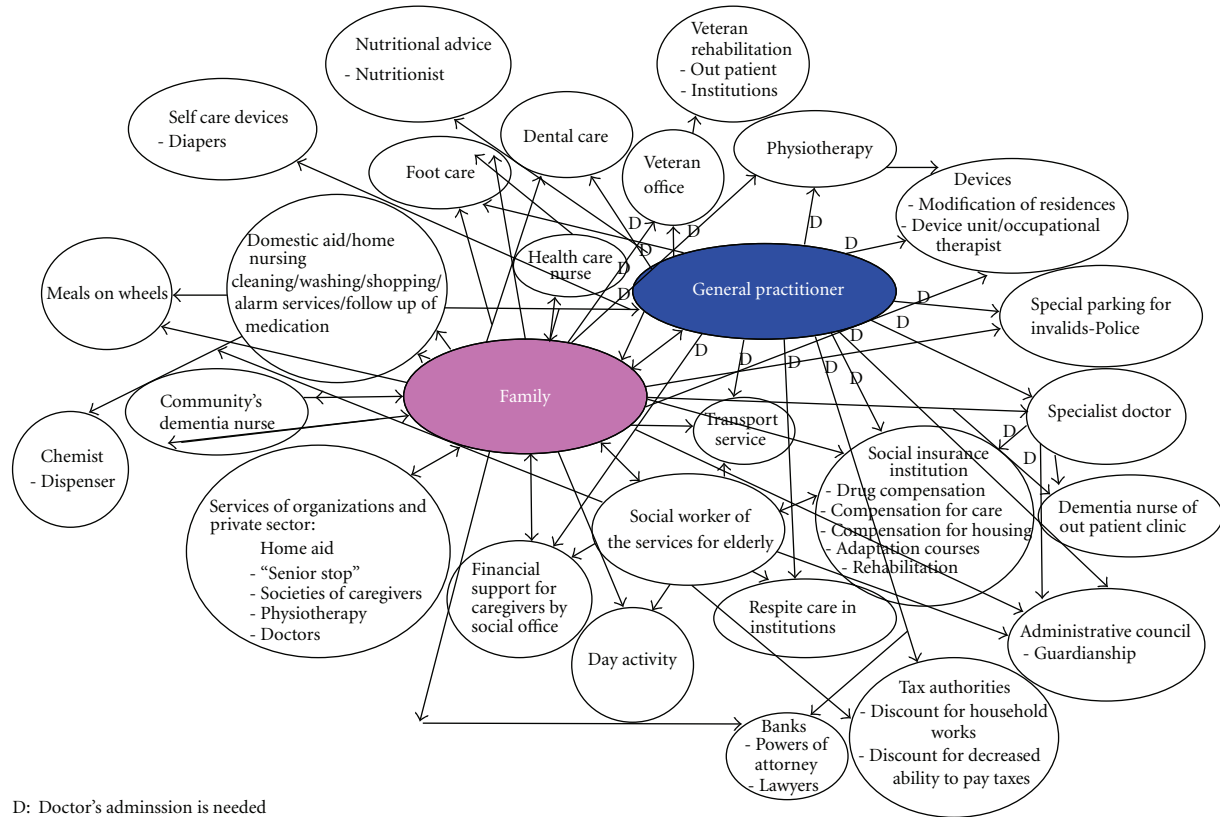 Nutritional advice
- Nutritionist
Veteran
rehabilitation
- Out patient
- Institutions
Self care devices
- Diapers
Dental care
Foot care
Veteran
office
Physiotherapy
Devices
- Modification of residences
- Device unit/occupational
therapist
Domestic aid/home
nursing
cleaning/washing/shopping/
alarm services/follow up of
medication
Health care
nurse
D
D
D
D
D
D
D
D
General practitioner
Meals on wheels
Special parking for
invalids-Police
D
D
D
D
D
D
D
D
D
Family
Community's
dementia nurse
Transport
service
Specialist doctor
D
D
Chemist
- Dispenser
Social insurance
institution
- Drug compensation
- Compensation for care
- Compensation for housing
- Adaptation courses
- Rehabilitation
Dementia nurse of
out patient clinic
Services of organizations and
private sector:
Home aid
- “Senior stop”
- Societies of caregivers
- Physiotherapy
- Doctors
Social worker of
the services for elderly
Financial
support for
caregivers by
social office
Respite care in
institutions
Administrative council
- Guardianship
Day activity
Tax authorities
- Discount for household
works
- Discount for decreased
ability to pay taxes
Banks
- Powers of
attorney
- Lawyers
D: Doctor's adminssion is needed